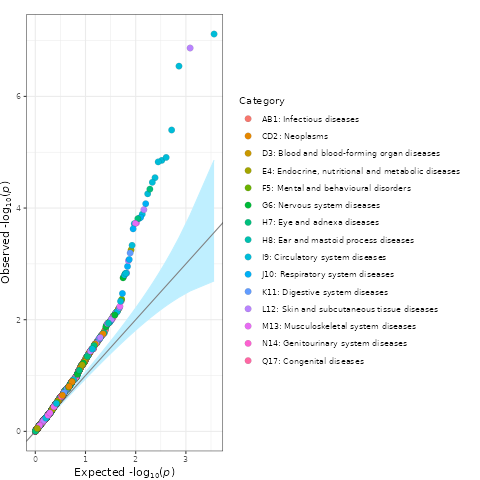 Category
AB1: Infectious diseases
CD2: Neoplasms
D3: Blood and blood-forming organ diseases
E4: Endocrine, nutritional and metabolic diseases
F5: Mental and behavioural disorders
G6: Nervous system diseases
H7: Eye and adnexa diseases
H8: Ear and mastoid process diseases
I9: Circulatory system diseases
J10: Respiratory system diseases
K11: Digestive system diseases
L12: Skin and subcutaneous tissue diseases
M13: Musculoskeletal system diseases
N14: Genitourinary system diseases
Q17: Congenital diseases
Observed -log₁₀(p)
6
4
2
0
0 1 2 3
Expected -log₁₀(p)